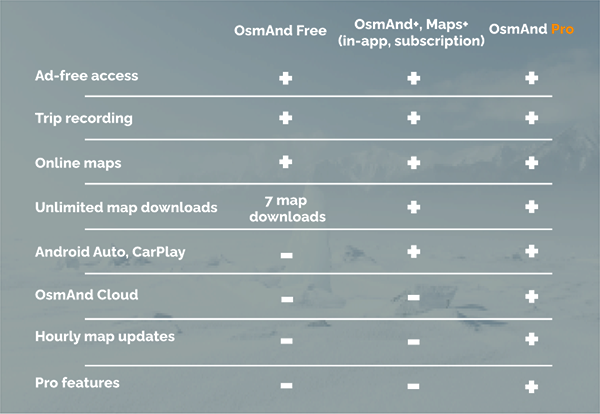 OsmAnd Free OsmAnd+, Maps+ (in-app, subscription) OsmAnd Pro
Ad-free access + + +
Trip recording + + +
Online maps + + +
Unlimited map downloads 7 map downloads + +
Android Auto, CarPlay - + +
OsmAnd Cloud - - +
Hourly map updates - - +
Pro features - - +